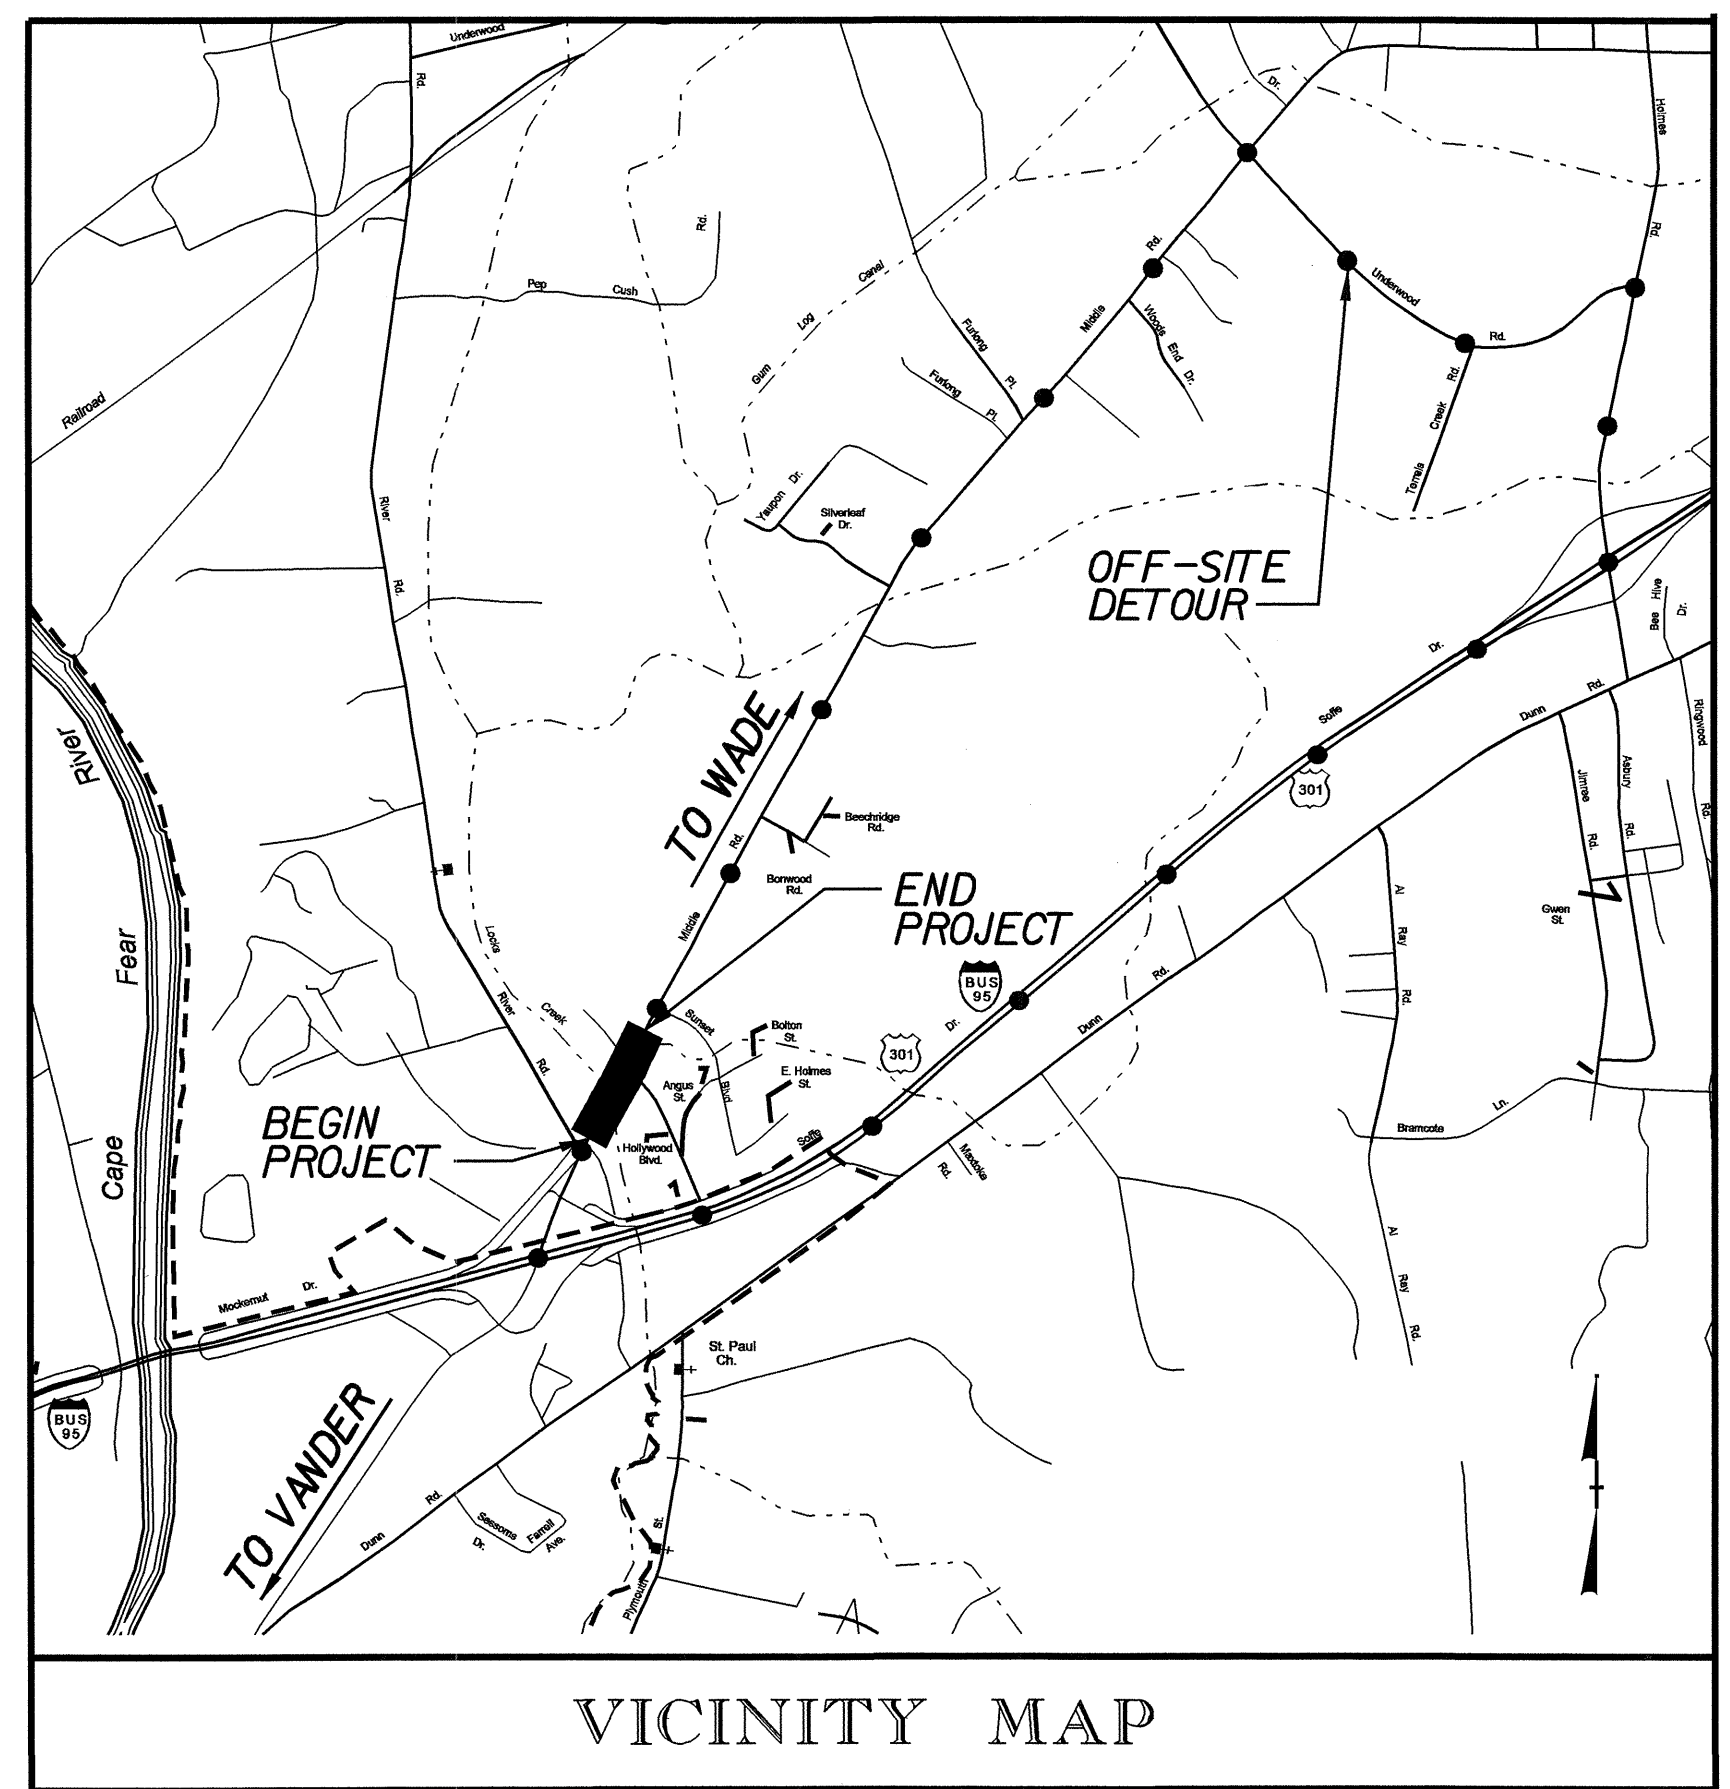 Underwood
Rd.
Dr.
Holmes
Rd.
Rd.
Rd.
Pep
Cush
Canal
Log
Gum
Underwood
Rd.
Middle
Woods
End
Dr.
Furlong
Pl.
Furlong
Pl.
Rd.
Creek
Railroad
River
Rd.
Yaupon
Dr.
Silverleaf
Dr.
OFF-SITE
DETOUR
Bee Hive
Dr.
Dr.
Soffe
301
Rd.
Dunn
Ringwood
Rd.
Jimree
Rd.
Asbury
Rd.
River
TO WADE
Rd.
Beechridge
Rd.
Bonwood
Rd.
Middle
END
PROJECT
Gwen
St.
Al
Ray
Rd.
Fear
Locks
Creek
River
Rd.
BUS
95
Rd.
Dunn
Dr.
301
Sunset
Blvd.
Bolton
St.
E. Holmes
St.
Angus
St.
Hollywood
Blvd.
Soffe
BEGIN
PROJECT
Cape
Maxtoke
Rd.
Bramcote
Ln.
Al
Ray
Rd.
Mockernut
Dr.
St. Paul
Ch.
BUS
95
TO VANDER
Rd.
Dunn
Sessoms
Dr.
Farrell
Ave.
St.
Plymouth
VICINITY MAP